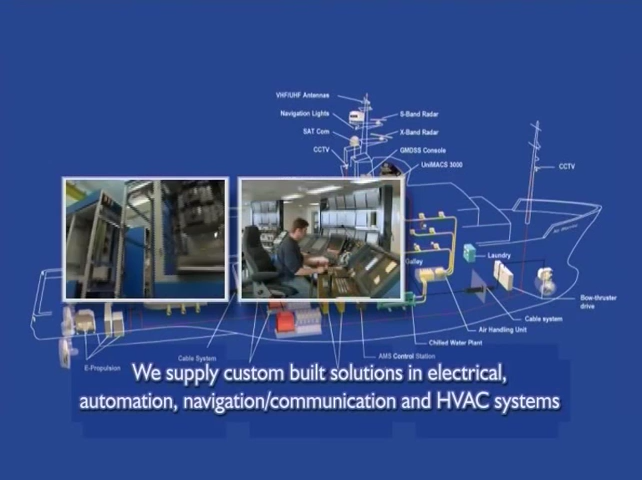 VHF/UHF Antennas
Navigation Lights
S-Band Radar
SAT Com
X-Band Radar
CCTV
GMDSS Console
UniMACS 3000
CCTV
Galley
Laundry
Bow-thruster
drive
Cable system
Air Handling Unit
Chilled Water Plant
Cable System
AMS Control Station
E-Propulsion
We supply custom built solutions in electrical,
automation, navigation/communication and HVAC systems